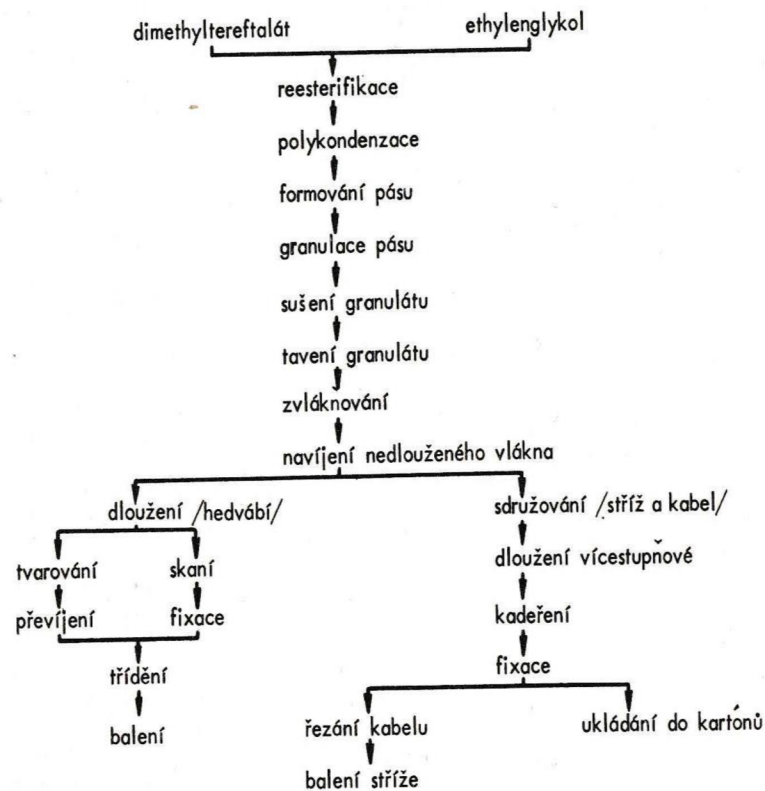 dimethyltereftalát ethylenglykol
reesterifikace
polykondenzace
formování pásu
granulace pásu
sušení granulátu
tavení granulátu
zvlákňování
navíjení nedlouženého vlákna
dloužení /hedvábí/
tvarování skaní
převíjení fixace
třídění
balení
sdružování /stříž a kabel/
dloužení vícestupňové
kadeření
fixace
řezání kabelu ukládání do kartónů
balení stříže